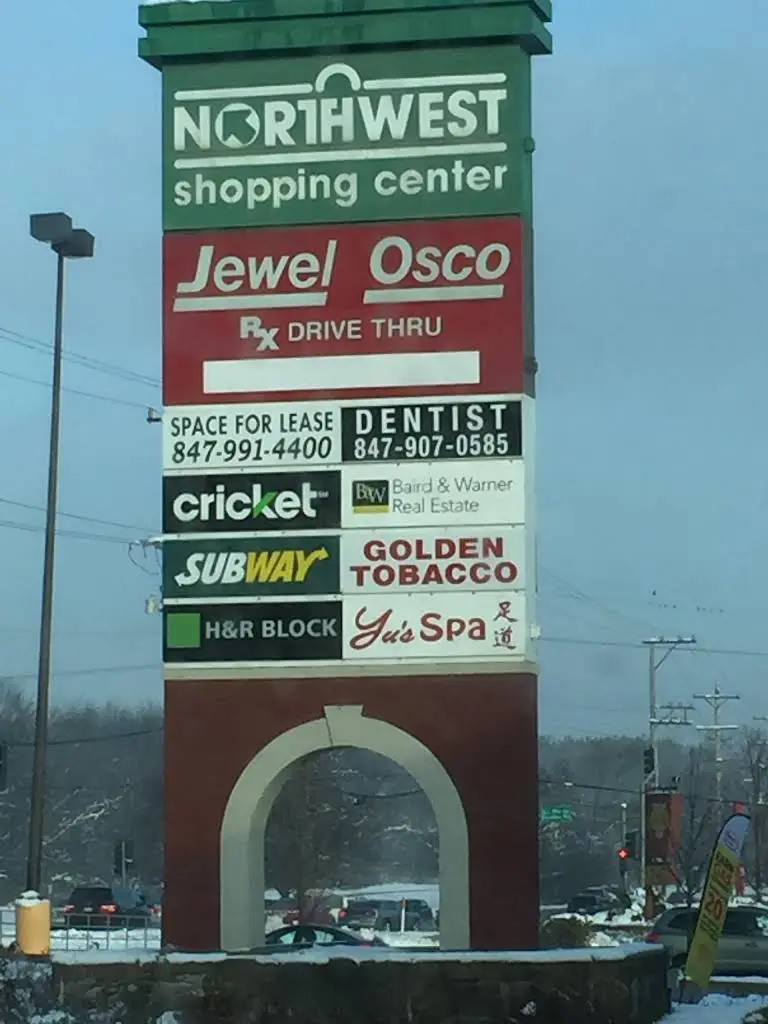 NORTHWEST
shopping center
Jewel Osco
Rx DRIVE THRU
SPACE FOR LEASE
847-991-4400
DENTIST
847-907-0585
cricket
B&W
Baird & Warner
Real Estate
SUBWAY
GOLDEN
TOBACCO
H&R BLOCK
Yu's Spa
足
道